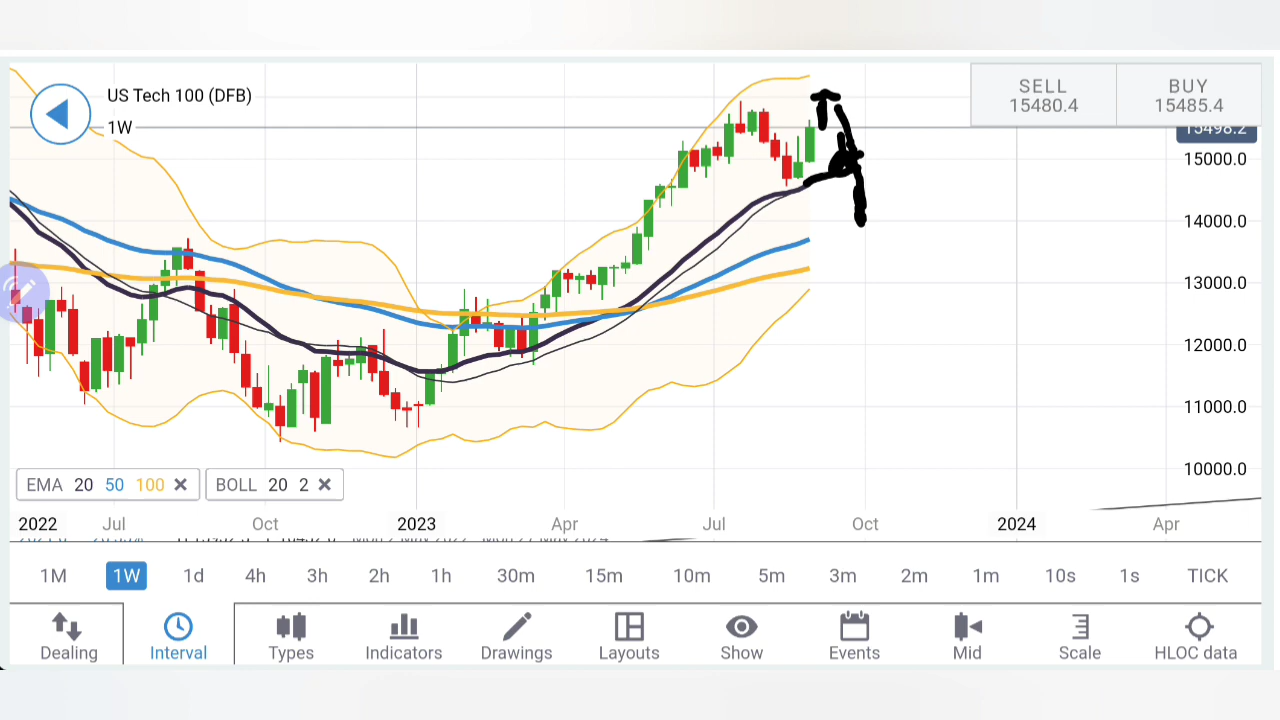 US Tech 100 (DFB)
1W
SELL
15480.4
BUY
15485.4
15498.2
15000.0
14000.0
13000.0
12000.0
11000.0
10000.0
EMA 20 50 100 ×
BOLL 20 2 ×
2022 Jul Oct 2023 Apr Jul Oct 2024 Apr
1M 1W 1d 4h 3h 2h 1h 30m 15m 10m 5m 3m 2m 1m 10s 1s TICK
Dealing Interval Types Indicators Drawings Layouts Show Events Mid Scale HLOC data